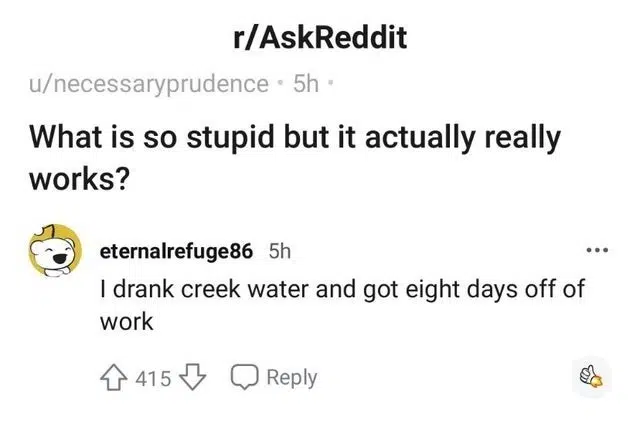 r/AskReddit
u/necessaryprudence • 5h •
What is so stupid but it actually really
works?
eternalrefuge86 5h
I drank creek water and got eight days off of
work
415 Reply